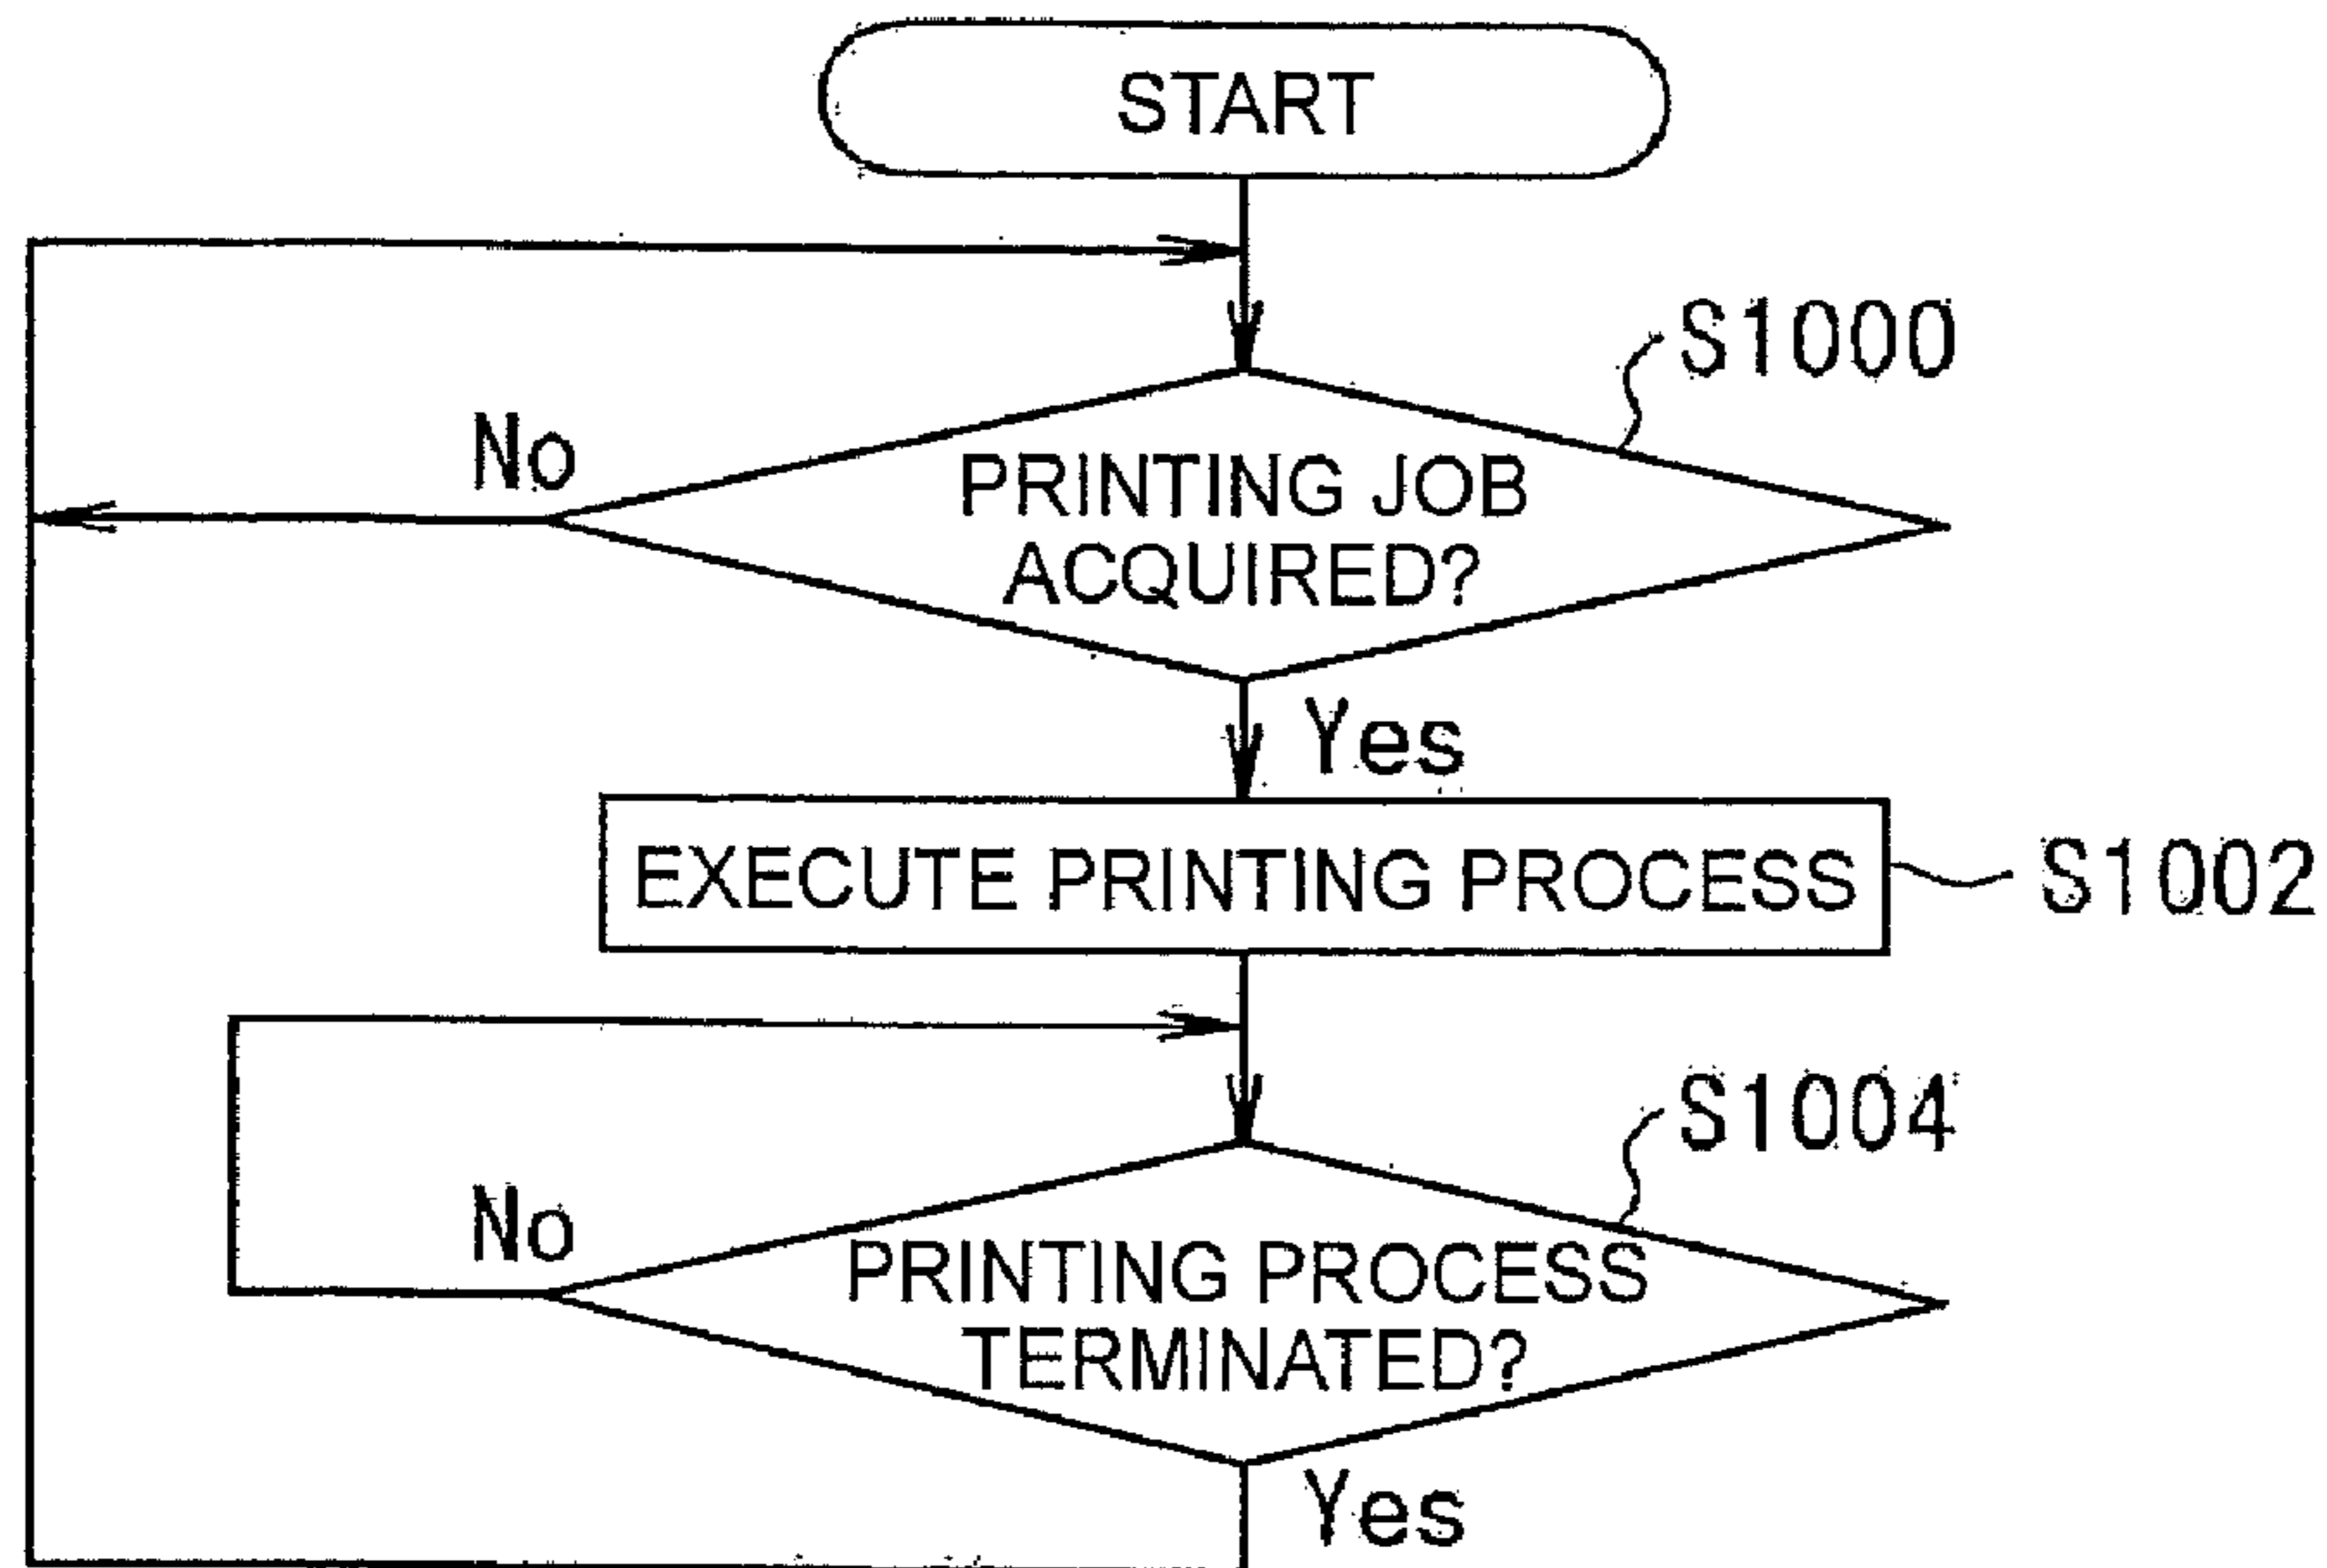 START
S1000
No
PRINTING JOB
ACQUIRED?
Yes
EXECUTE PRINTING PROCESS
S1002
S1004
No
PRINTING PROCESS
TERMINATED?
Yes